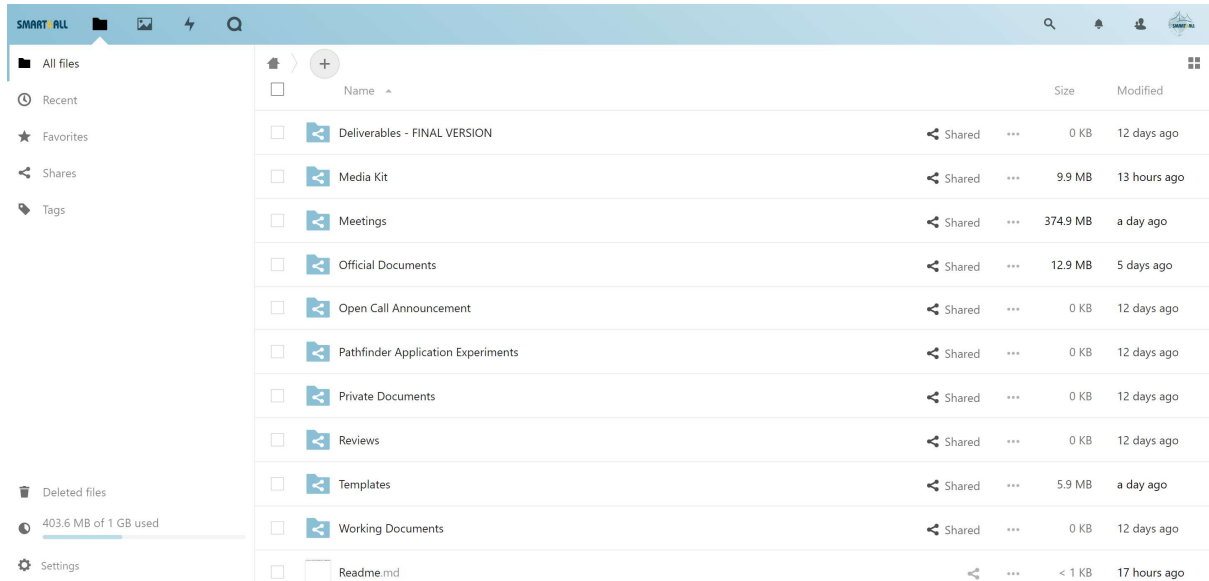 SMART4ALL
All files
Recent
Favorites
Shares
Tags
Deleted files
403.6 MB of 1 GB used
Settings
Name Size Modified
Deliverables - FINAL VERSION Shared 0 KB 12 days ago
Media Kit Shared 9.9 MB 13 hours ago
Meetings Shared 374.9 MB a day ago
Official Documents Shared 12.9 MB 5 days ago
Open Call Announcement Shared 0 KB 12 days ago
Pathfinder Application Experiments Shared 0 KB 12 days ago
Private Documents Shared 0 KB 12 days ago
Reviews Shared 0 KB 12 days ago
Templates Shared 5.9 MB a day ago
Working Documents Shared 0 KB 12 days ago
Readme.md < 1 KB 17 hours ago